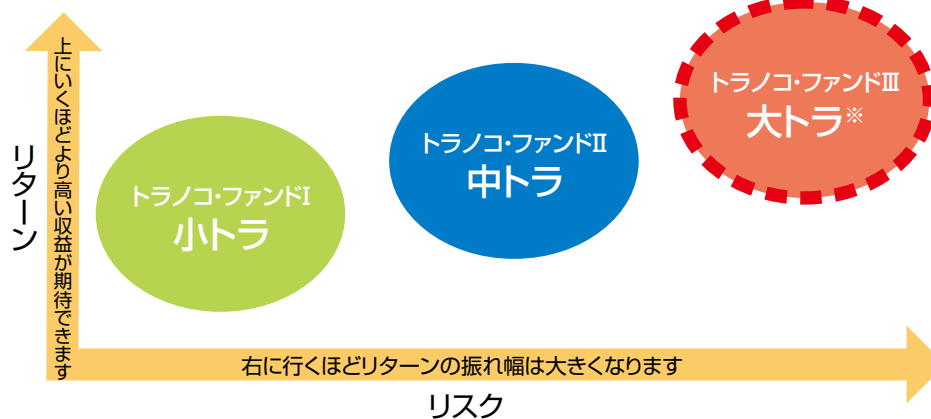 トラノコ・ファンドⅢ
大トラ※
トラノコ・ファンドⅡ
中トラ
トラノコ・ファンドⅠ
小トラ
リターン
上にいくほどより高い収益が期待できます
右に行くほどリターンの振れ幅は大きくなります
リスク